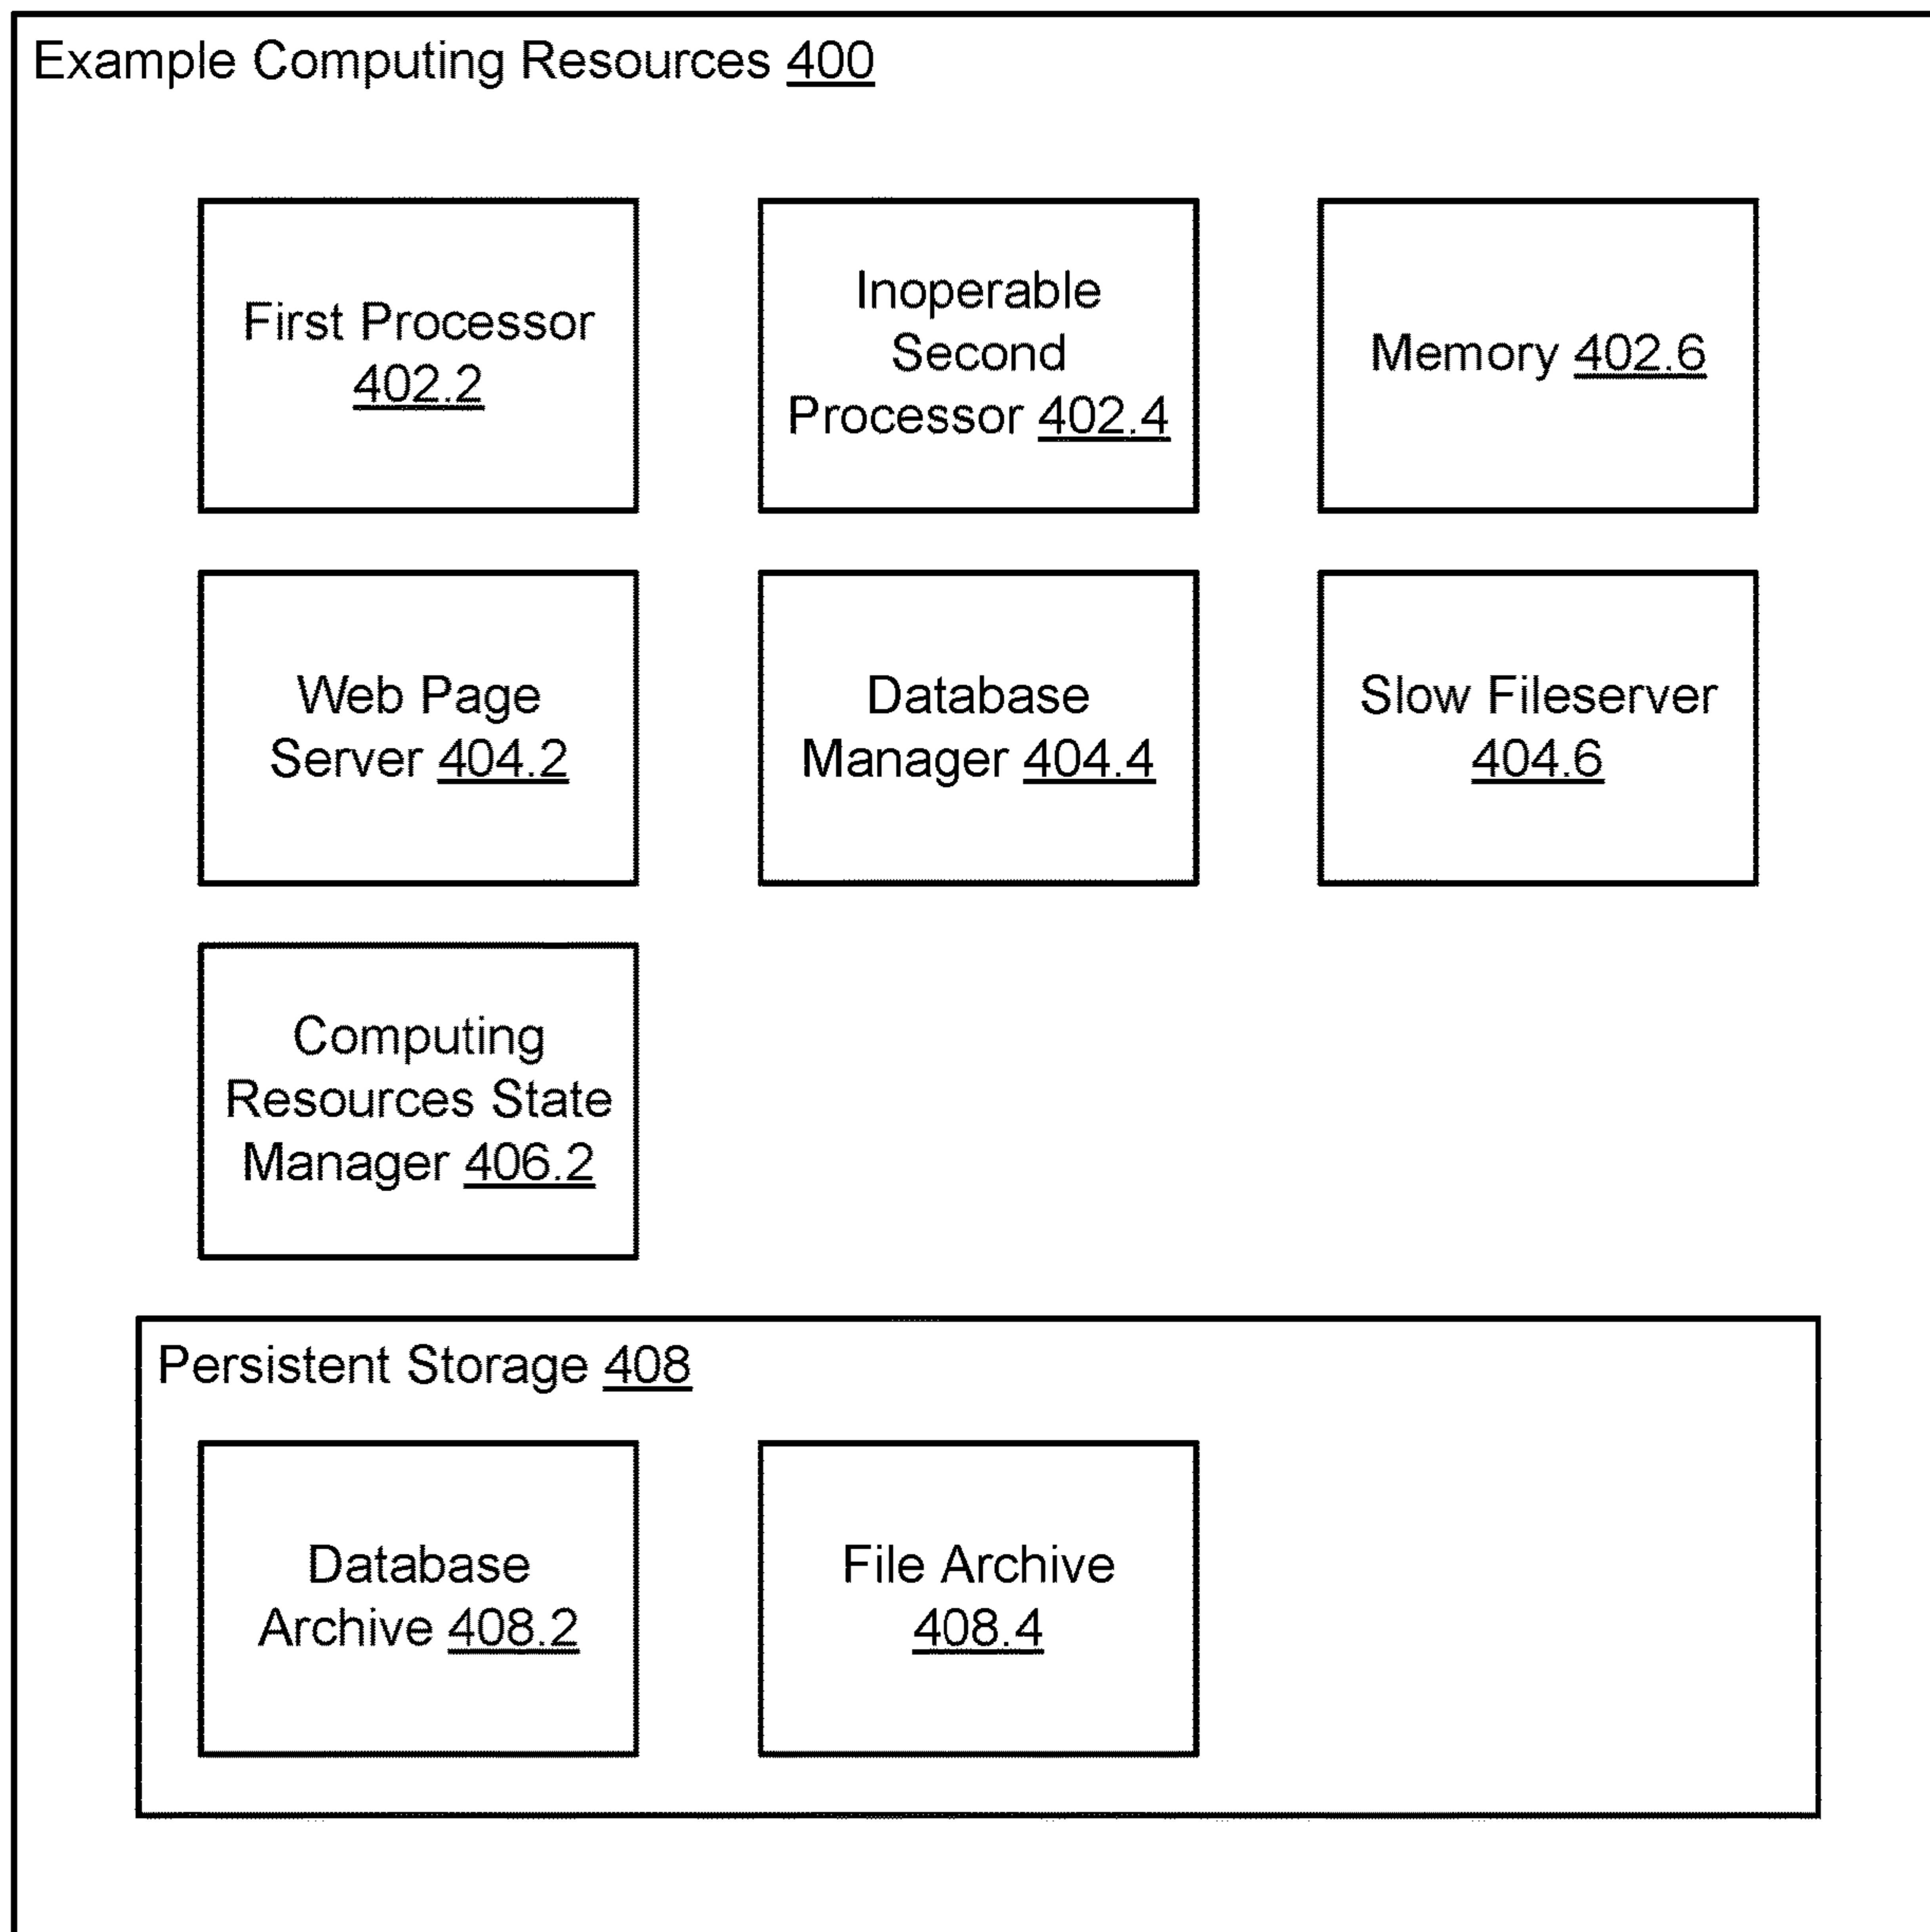 Example Computing Resources 400
First Processor
402.2
Inoperable
Second
Processor 402.4
Memory 402.6
Web Page
Server 404.2
Database
Manager 404.4
Slow Fileserver
404.6
Computing
Resources State
Manager 406.2
Persistent Storage 408
Database
Archive 408.2
File Archive
408.4